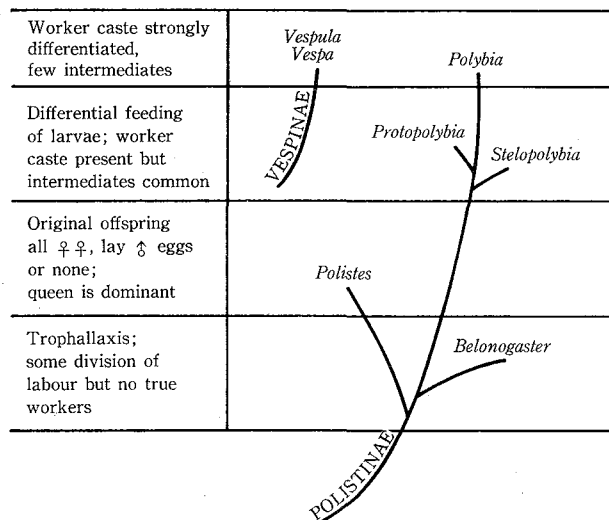 Worker caste strongly
differentiated,
few intermediates
Vespula
Vespa
Polybia
Differential feeding
of larvae; worker
caste present but
intermediates common
VESPINAE
Protopolybia
Stelopolybia
Original offspring
all ♀♀, lay ♂ eggs
or none;
queen is dominant
Polistes
Trophallaxis;
some division of
labour but no true
workers
Belonogaster
POLISTINAE